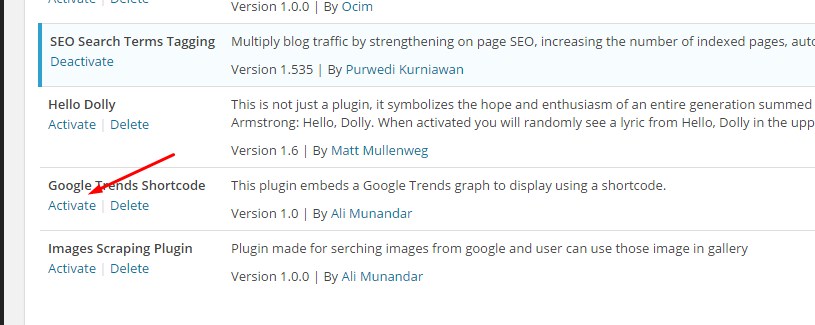 Activate | Delete
Version 1.0.0 | By Ocim
SEO Search Terms Tagging
Multiply blog traffic by strengthening on page SEO, increasing the number of indexed pages, auto
Deactivate
Version 1.535 | By Purwedi Kurniawan
Hello Dolly
This is not just a plugin, it symbolizes the hope and enthusiasm of an entire generation summed
Activate | Delete
Armstrong: Hello, Dolly. When activated you will randomly see a lyric from Hello, Dolly in the upp
Version 1.6 | By Matt Mullenweg
Google Trends Shortcode
This plugin embeds a Google Trends graph to display using a shortcode.
Activate | Delete
Version 1.0 | By Ali Munandar
Images Scraping Plugin
Plugin made for serching images from google and user can use those image in gallery
Activate | Delete
Version 1.0.0 | By Ali Munandar